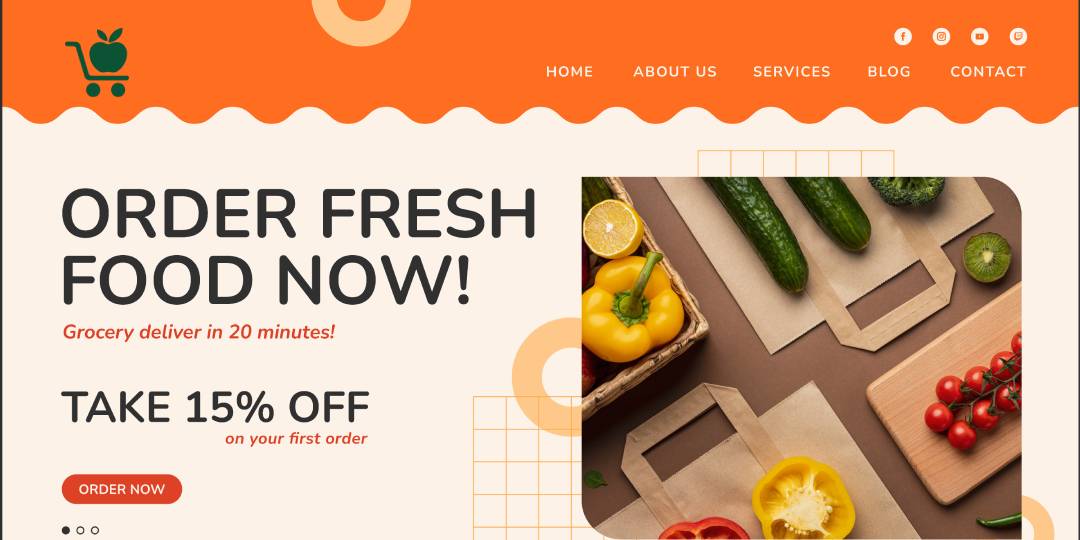 HOME ABOUT US SERVICES BLOG CONTACT
ORDER FRESH
FOOD NOW!
Grocery deliver in 20 minutes!
TAKE 15% OFF
on your first order
ORDER NOW